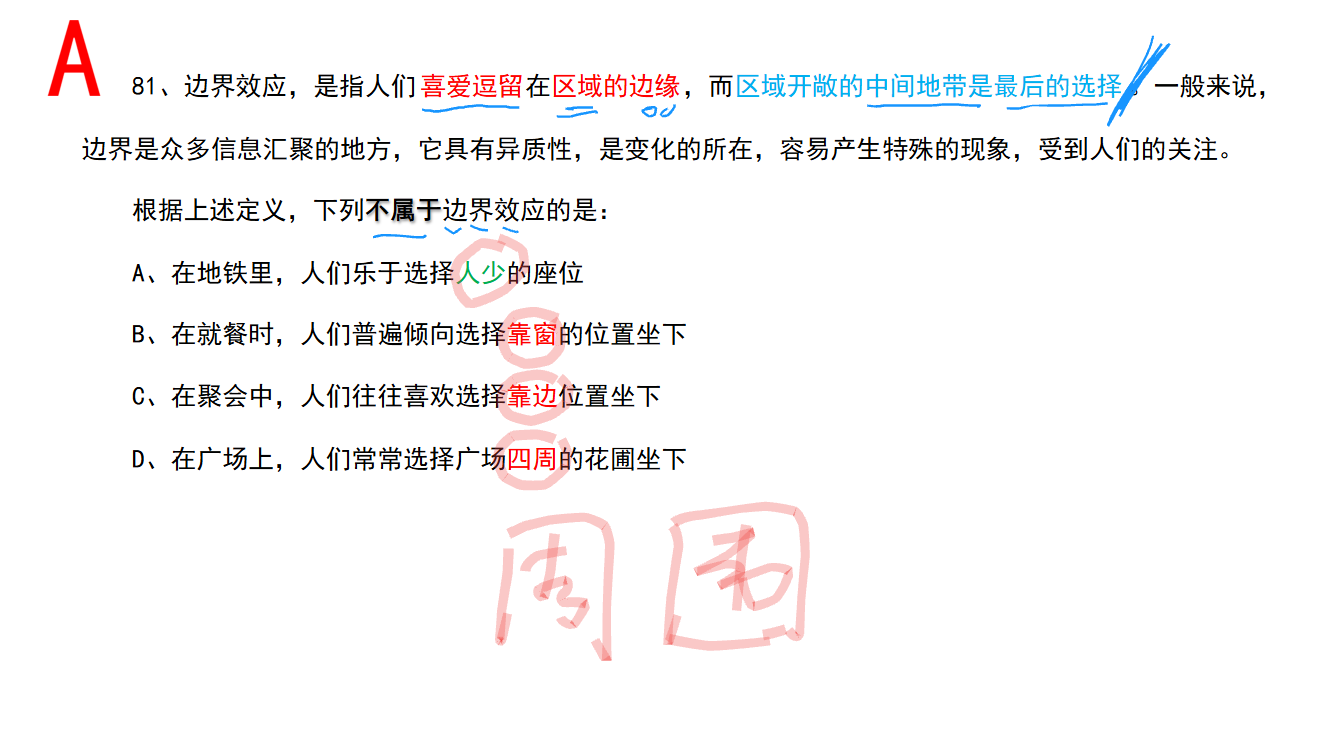 A
81、边界效应，是指人们喜爱逗留在区域的边缘，而区域开敞的中间地带是最后的选择。一般来说，
边界是众多信息汇聚的地方，它具有异质性，是变化的所在，容易产生特殊的现象，受到人们的关注。
根据上述定义，下列不属于边界效应的是：
A、在地铁里，人们乐于选择人少的座位
B、在就餐时，人们普遍倾向选择靠窗的位置坐下
C、在聚会中，人们往往喜欢选择靠边位置坐下
D、在广场上，人们常常选择广场四周的花圃坐下
周围